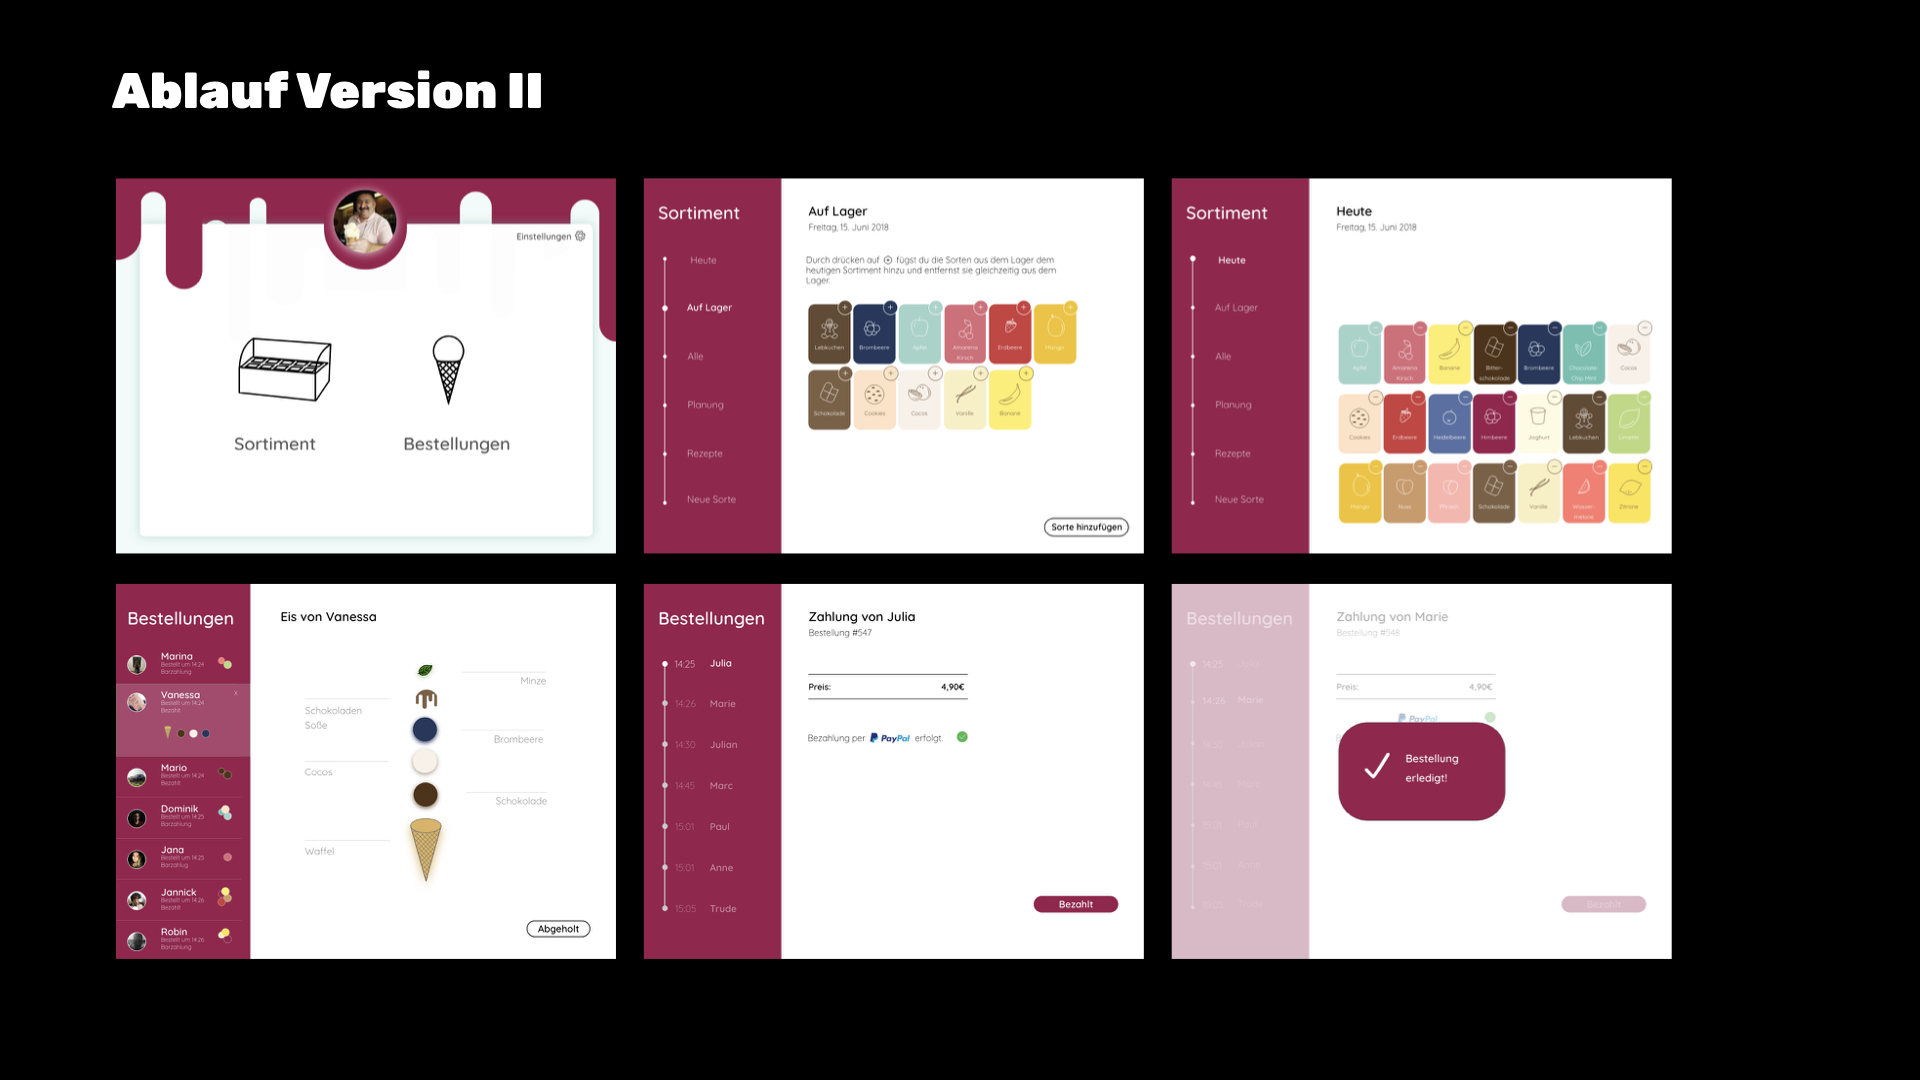 Ablauf Version II
Einstellungen
Sortiment
Bestellungen
Sortiment
Heute
Auf Lager
Alle
Planung
Rezepte
Neue Sorte
Auf Lager
Freitag, 15. Juni 2018
Durch drücken auf ⊕ fügst du die Sorten aus dem Lager dem
heutigen Sortiment hinzu und entfernst sie gleichzeitig aus dem
Lager.
Lebkuchen
Brombeere
Apfel
Amarena
Kirsch
Erdbeere
Mango
Schokolade
Cookies
Cocos
Vanille
Banane
Sorte hinzufügen
Sortiment
Heute
Auf Lager
Alle
Planung
Rezepte
Neue Sorte
Heute
Freitag, 15. Juni 2018
Apfel
Amarena
Kirsch
Banane
Bitter-
schokolade
Brombeere
Chocolate
Chip Mint
Cocos
Cookies
Erdbeere
Heidelbeere
Himbeere
Joghurt
Lebkuchen
Limette
Mango
Nuss
Pfirsich
Schokolade
Vanille
Wasser-
melone
Zitrone
Bestellungen
Marina
Bestellt um 14:24
Barzahlung
Vanessa
x
Bestellt um 14:24
Bezahlt
Mario
Bestellt um 14:24
Bezahlt
Dominik
Bestellt um 14:25
Barzahlung
Jana
Bestellt um 14:25
Barzahlug
Jannick
Bestellt um 14:26
Bezahlt
Robin
Bestellt um 14:26
Barzahlung
Eis von Vanessa
Minze
Schokoladen
Soße
Brombeere
Cocos
Schokolade
Waffel
Abgeholt
Bestellungen
14:25 Julia
14:26 Marie
14:30 Julian
14:45 Marc
15:01 Paul
15:01 Anne
15:05 Trude
Zahlung von Julia
Bestellung #547
Preis: 4,90€
Bezahlung per PayPal erfolgt.
Bezahlt
Bestellungen
14:25 Julia
14:26 Marie
14:30 Julian
14:45 Marc
15:01 Paul
15:01 Anne
15:05 Trude
Zahlung von Marie
Bestellung #548
Preis: 4,90€
PayPal
Bestellung
erledigt!
Bezahlt